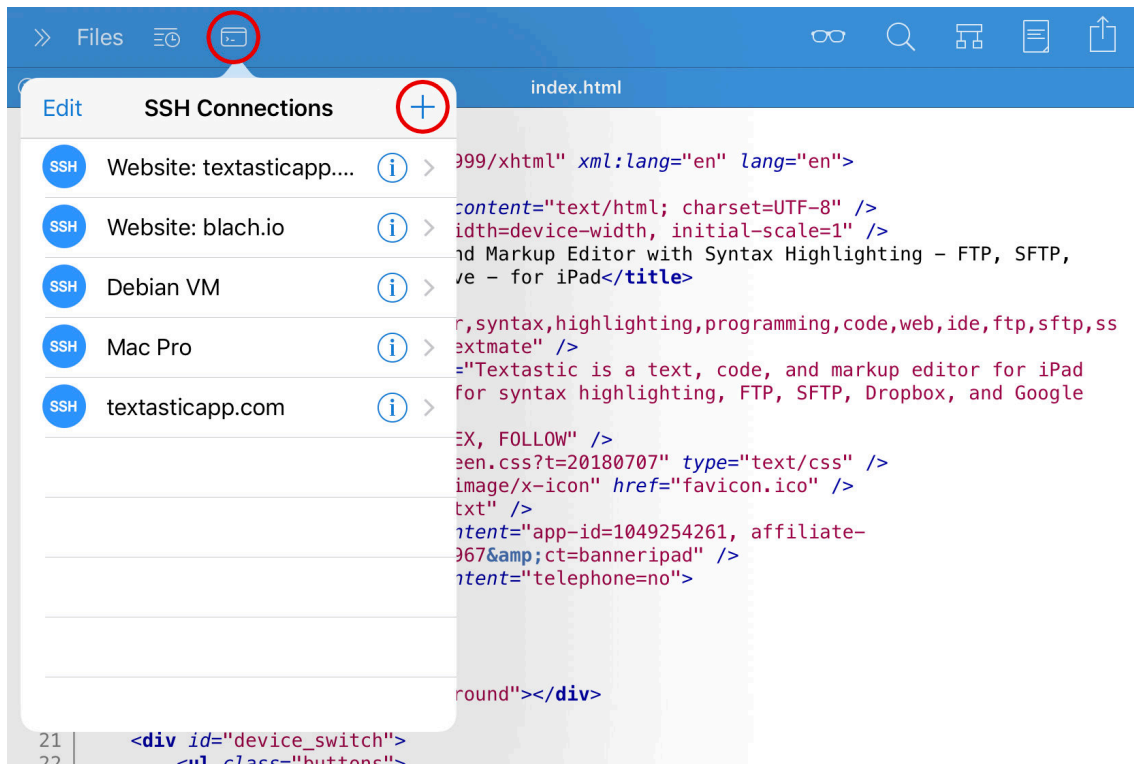 Files
index.html
Edit SSH Connections
SSH Website: textasticapp....
SSH Website: blach.io
SSH Debian VM
SSH Mac Pro
SSH textasticapp.com
999/xhtml" xml:lang="en" lang="en">
content="text/html; charset=UTF-8" />
idth=device-width, initial-scale=1" />
nd Markup Editor with Syntax Highlighting – FTP, SFTP,
ve – for iPad</title>
r,syntax,highlighting,programming,code,web,ide,ftp,sftp,ss
extmate" />
="Textastic is a text, code, and markup editor for iPad
for syntax highlighting, FTP, SFTP, Dropbox, and Google
EX, FOLLOW" />
een.css?t=20180707" type="text/css" />
image/x-icon" href="favicon.ico" />
txt" />
ntent="app-id=1049254261, affiliate-
967&amp;ct=banneripad" />
ntent="telephone=no">
round"></div>
21 <div id="device_switch">
22 <ul class="buttons">